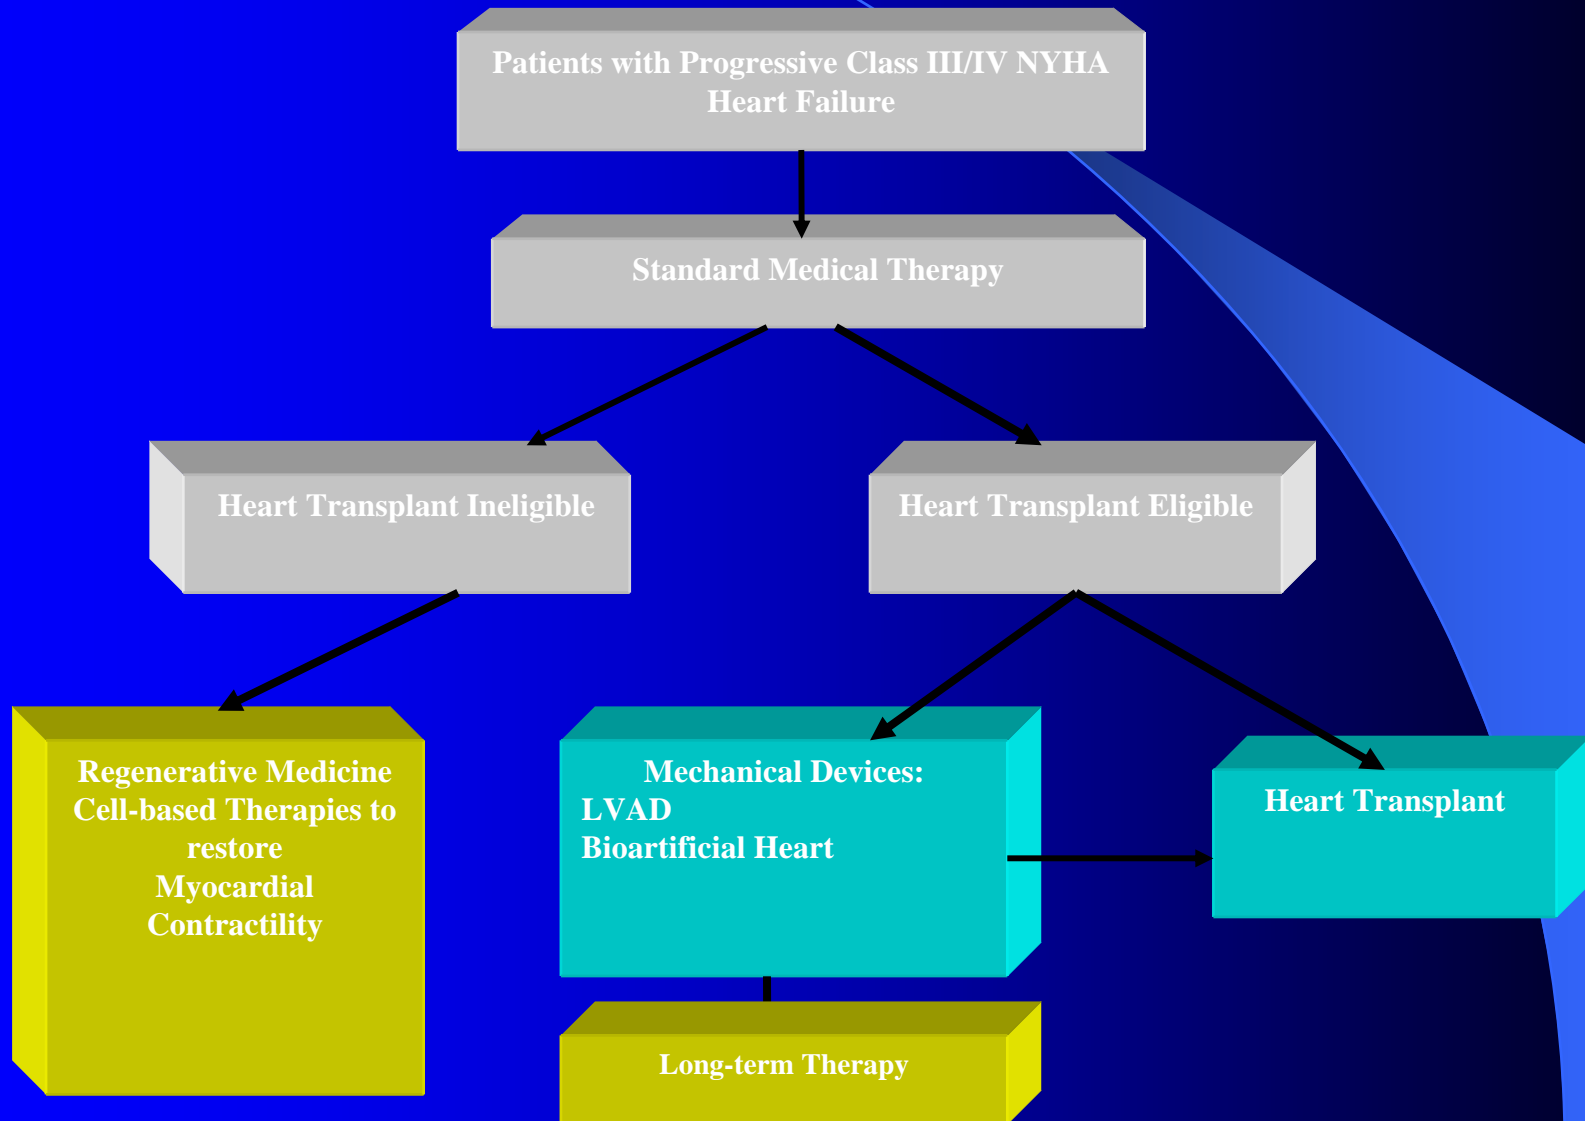 Patients with Progressive Class III/IV NYHA
Heart Failure
Standard Medical Therapy
Heart Transplant Ineligible
Heart Transplant Eligible
Regenerative Medicine
Cell-based Therapies to
restore
Myocardial
Contractility
Mechanical Devices:
LVAD
Bioartificial Heart
Heart Transplant
Long-term Therapy